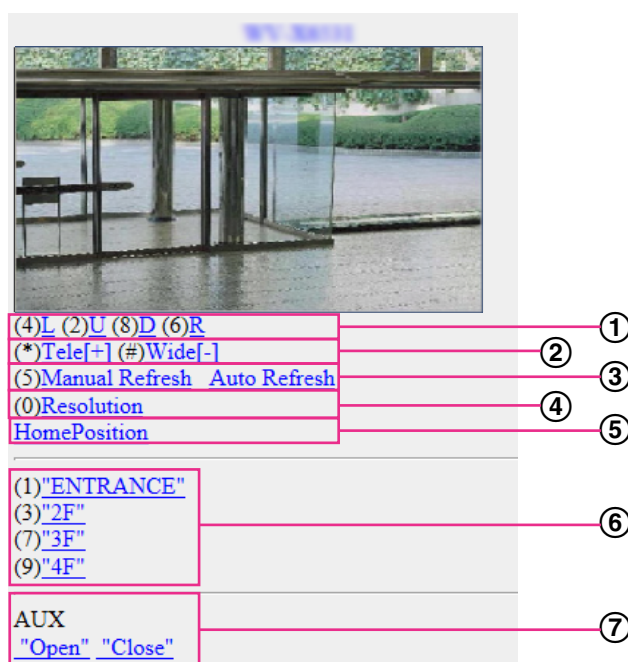 (4)L (2)U (8)D (6)R ①
(*)Tele[+] (#)Wide[-] ②
(5)Manual Refresh Auto Refresh ③
(0)Resolution ④
HomePosition ⑤
(1)"ENTRANCE"
(3)"2F"
(7)"3F"
(9)"4F"
⑥
AUX
"Open" "Close"
⑦